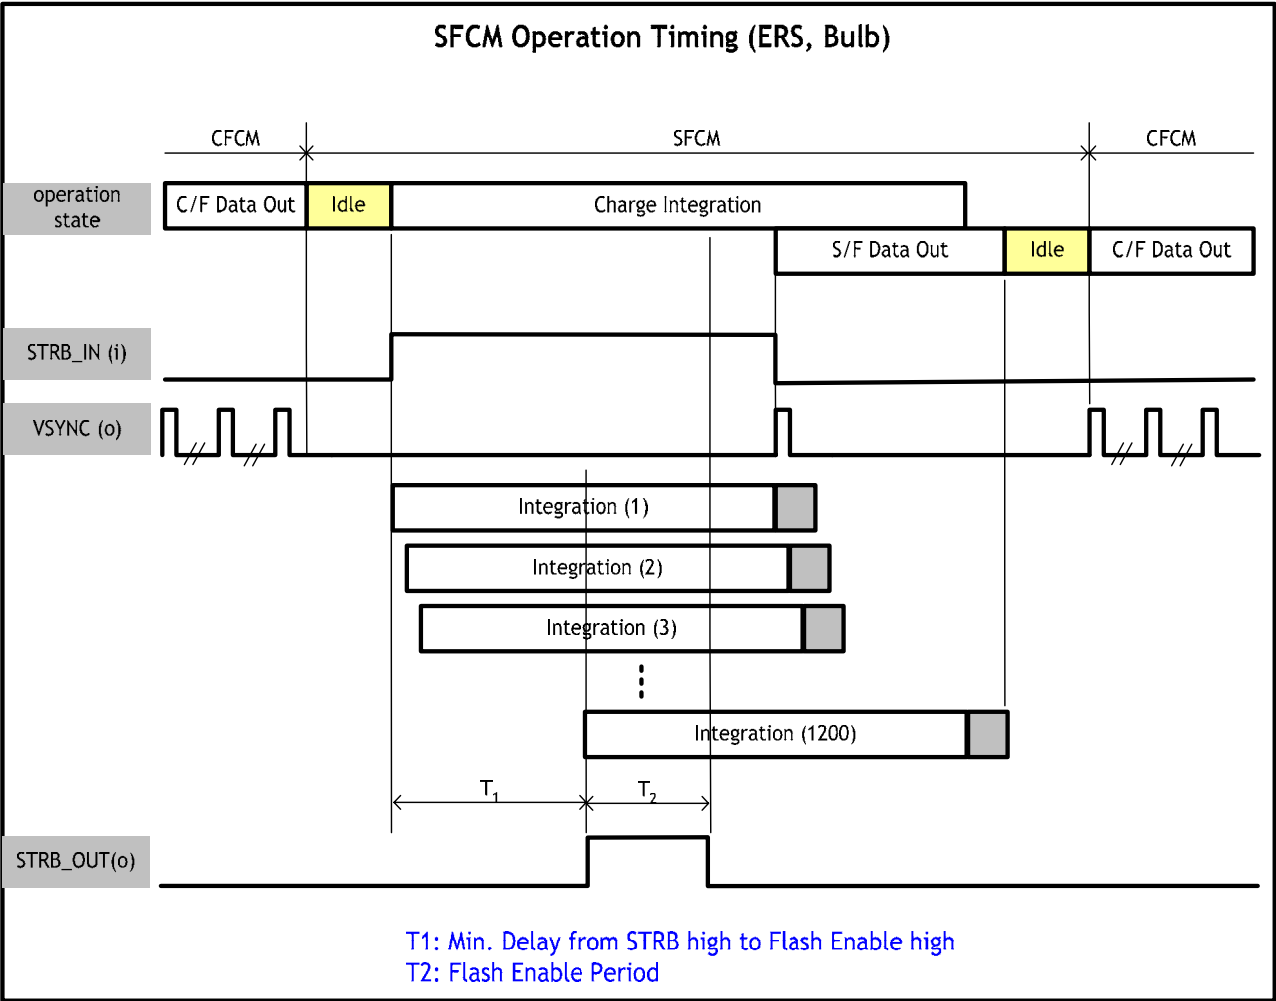 SFCM Operation Timing (ERS, Bulb)
CFCM SFCM CFCM
operation
state
C/F Data Out Idle Charge Integration
S/F Data Out Idle C/F Data Out
STRB_IN (i)
VSYNC (o)
Integration (1)
Integration (2)
Integration (3)
Integration (1200)
T1 T2
STRB_OUT(o)
T1: Min. Delay from STRB high to Flash Enable high
T2: Flash Enable Period